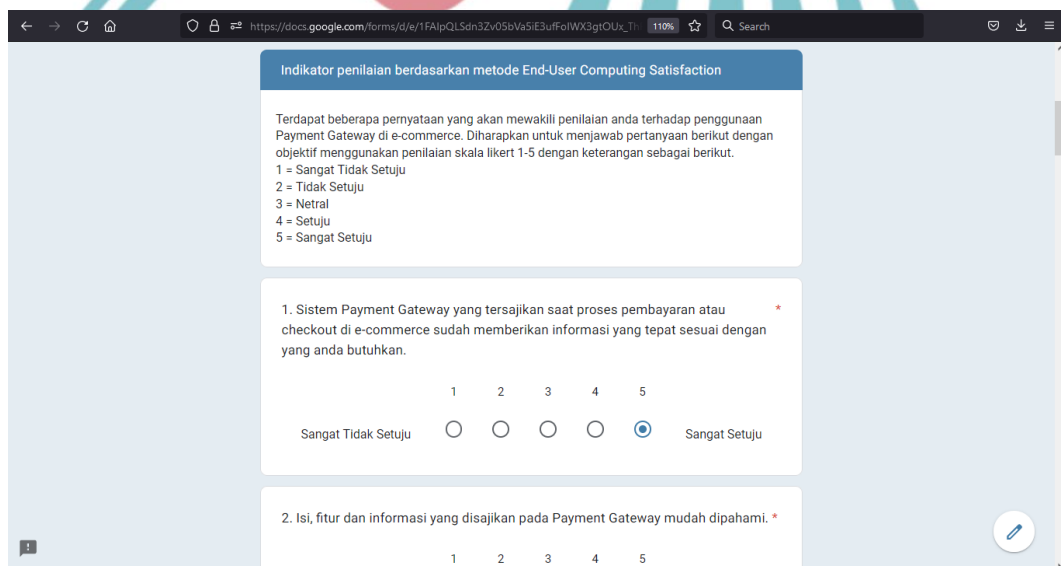 https://docs.google.com/forms/d/e/1FAIpQLSdn3Zv05bVa5iE3ufFoIWX3gtOUx_Th
110%
Search
Indikator penilaian berdasarkan metode End-User Computing Satisfaction
Terdapat beberapa pernyataan yang akan mewakili penilaian anda terhadap penggunaan
Payment Gateway di e-commerce. Diharapkan untuk menjawab pertanyaan berikut dengan
objektif menggunakan penilaian skala likert 1-5 dengan keterangan sebagai berikut.
1 = Sangat Tidak Setuju
2 = Tidak Setuju
3 = Netral
4 = Setuju
5 = Sangat Setuju
1. Sistem Payment Gateway yang tersajikan saat proses pembayaran atau *
checkout di e-commerce sudah memberikan informasi yang tepat sesuai dengan
yang anda butuhkan.
1 2 3 4 5
Sangat Tidak Setuju Sangat Setuju
2. Isi, fitur dan informasi yang disajikan pada Payment Gateway mudah dipahami. *
1 2 3 4 5